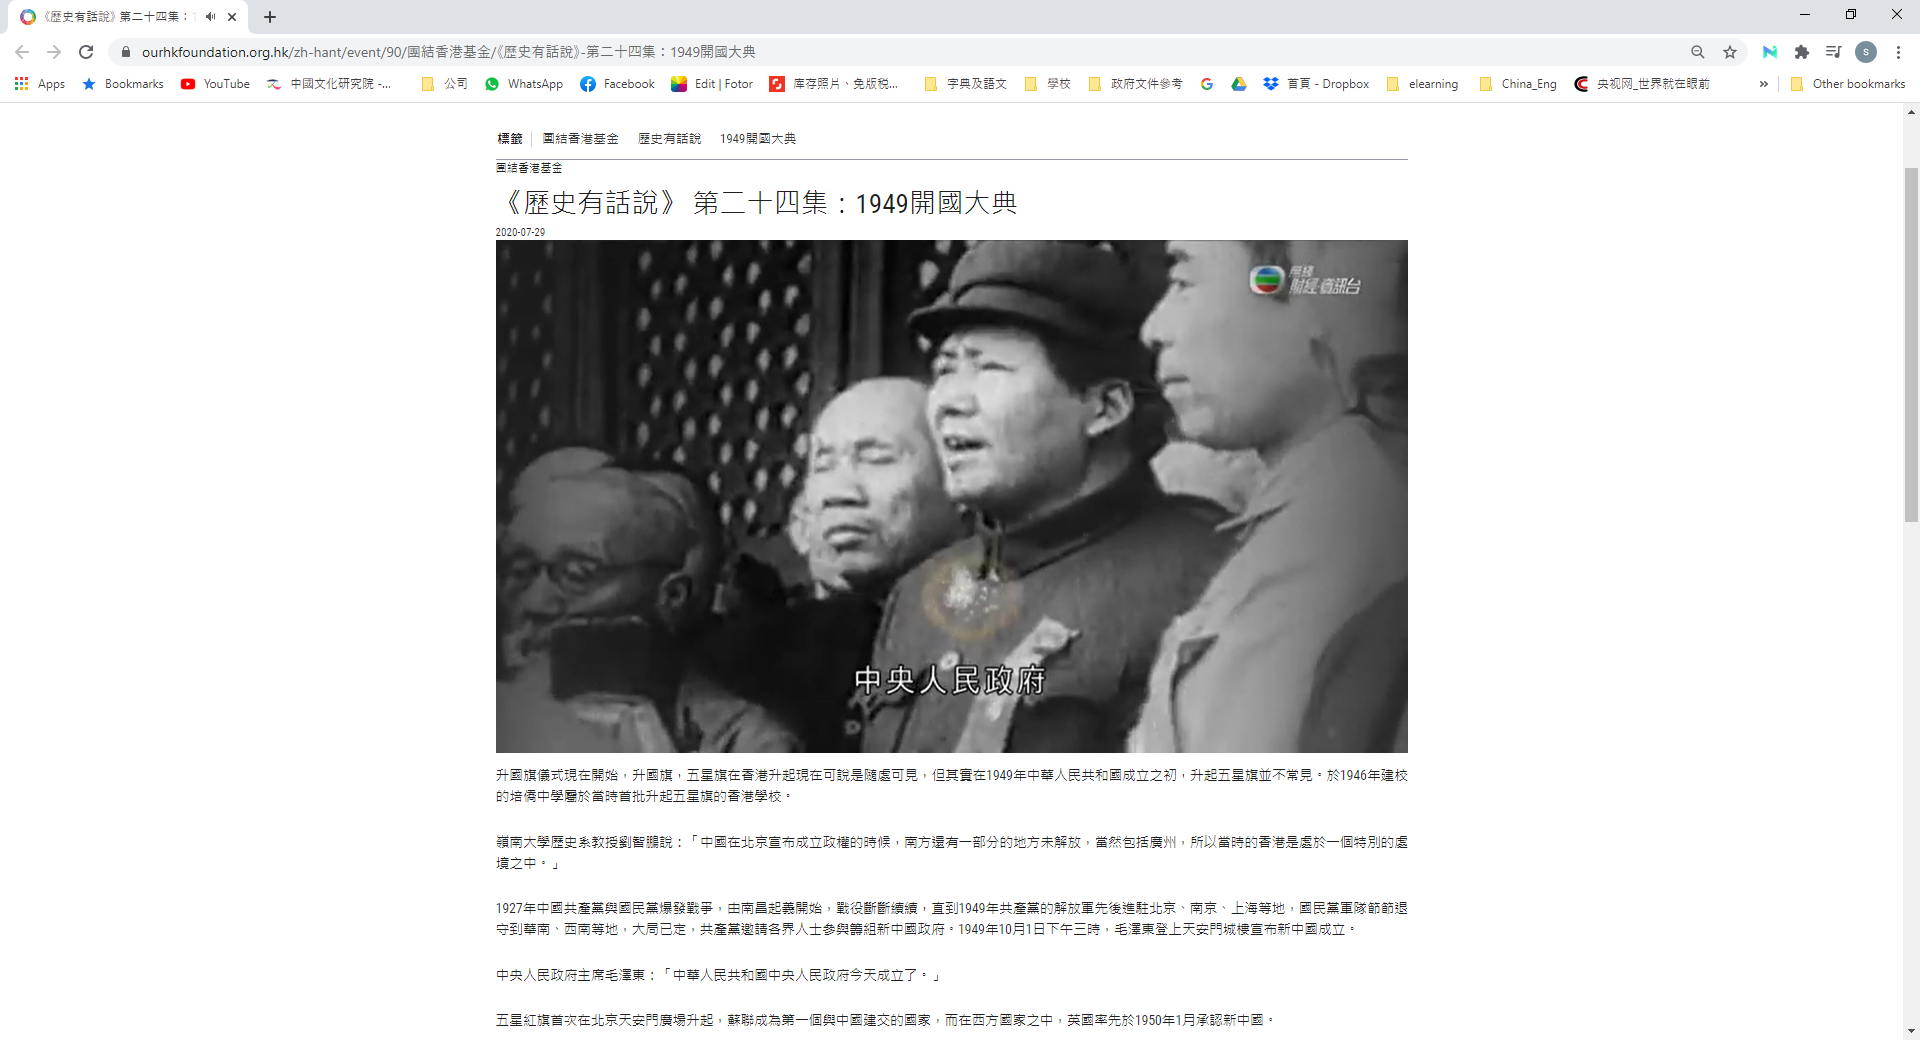 《歷史有話說》第二十四集：1
ourhkfoundation.org.hk/zh-hant/event/90/團結香港基金/《歷史有話說》-第二十四集：1949開國大典
S
Apps Bookmarks YouTube 中國文化研究院 -... 公司 WhatsApp Facebook Edit | Fotor 库存照片、免版税... 字典及語文 學校 政府文件參考 首頁 - Dropbox elearning China_Eng 央视网_世界就在眼前 » Other bookmarks
標籤 團結香港基金 歷史有話說 1949開國大典
團結香港基金
《歷史有話說》 第二十四集：1949開國大典
2020-07-29
無綫
財經·資訊台
中央人民政府
升國旗儀式現在開始，升國旗，五星旗在香港升起現在可說是隨處可見，但其實在1949年中華人民共和國成立之初，升起五星旗並不常見。於1946年建校
的培僑中學屬於當時首批升起五星旗的香港學校。
嶺南大學歷史系教授劉智鵬說：「中國在北京宣布成立政權的時候，南方還有一部分的地方未解放，當然包括廣州，所以當時的香港是處於一個特別的處
境之中。」
1927年中國共產黨與國民黨爆發戰爭，由南昌起義開始，戰役斷斷續續，直到1949年共產黨的解放軍先後進駐北京、南京、上海等地，國民黨軍隊節節退
守到華南、西南等地，大局已定，共產黨邀請各界人士參與籌組新中國政府。1949年10月1日下午三時，毛澤東登上天安門城樓宣布新中國成立。
中央人民政府主席毛澤東：「中華人民共和國中央人民政府今天成立了。」
五星紅旗首次在北京天安門廣場升起，蘇聯成為第一個與中國建交的國家，而在西方國家之中，英國率先於1950年1月承認新中國。